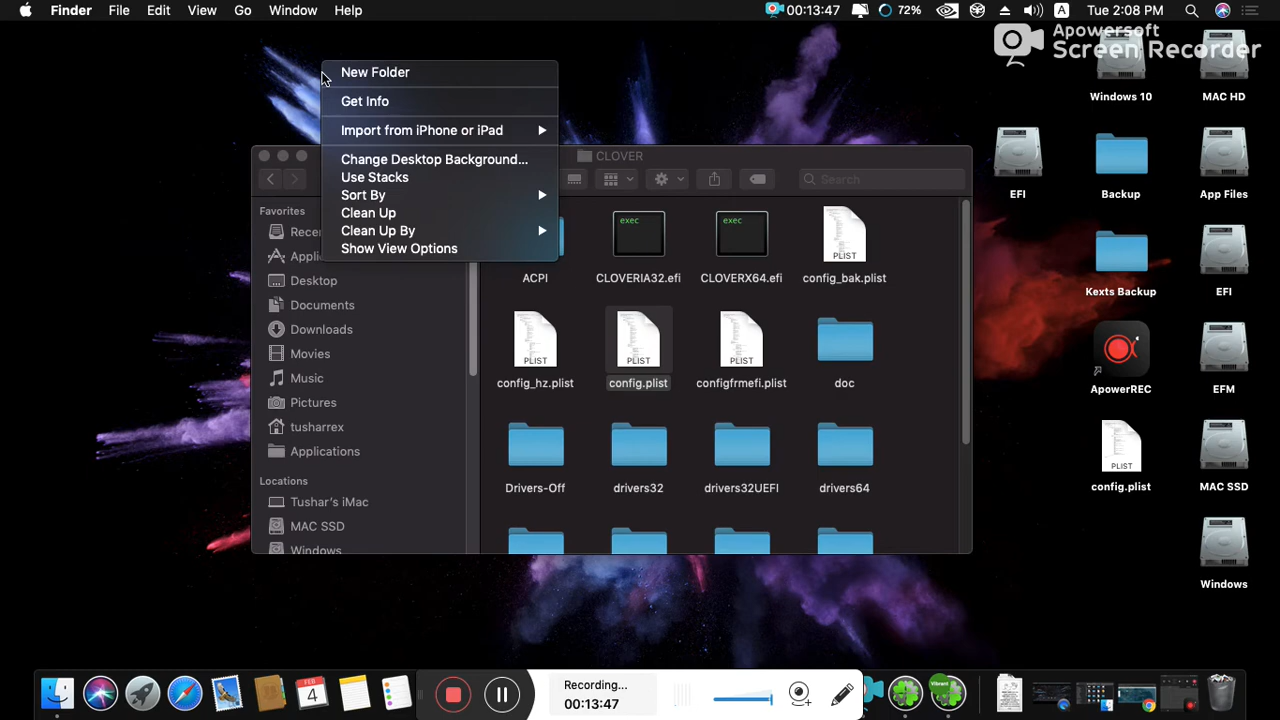 Finder File Edit View Go Window Help 00:13:47 72% A Tue 2:08 PM
Apowersoft
Screen Recorder
New Folder
Get Info
Import from iPhone or iPad
Change Desktop Background...
Use Stacks
Sort By
Clean Up
Clean Up By
Show View Options
CLOVER
Search
Favorites
Desktop
Documents
Downloads
Movies
Music
Pictures
tusharrex
Applications
Locations
Tushar's iMac
MAC SSD
Windows
exec exec PLIST
ACPI CLOVERIA32.efi CLOVERX64.efi config_bak.plist
PLIST PLIST PLIST
config_hz.plist config.plist configfrmefi.plist doc
Drivers-Off drivers32 drivers32UEFI drivers64
Windows 10 MAC HD
EFI Backup App Files
Kexts Backup EFI
ApowerREC EFM
PLIST
config.plist MAC SSD
Windows
FEB
4
Recording...
00:13:47
Vibrant